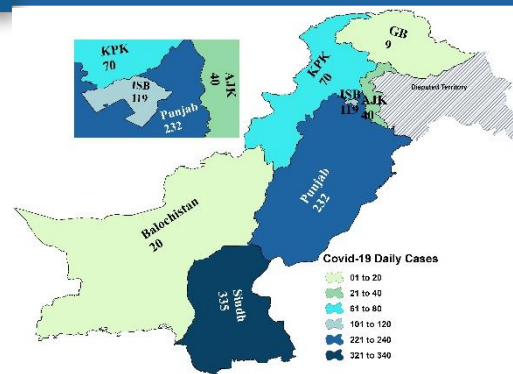 KPK
70
ISB
119
Punjab
232
AJK
40
GB
9
KPK
70
ISB
119
AJK
40
Disputed Territory
Punjab
232
Balochistan
20
Sindh
335
Covid-19 Daily Cases
01 to 20
21 to 40
61 to 80
101 to 120
221 to 240
321 to 340